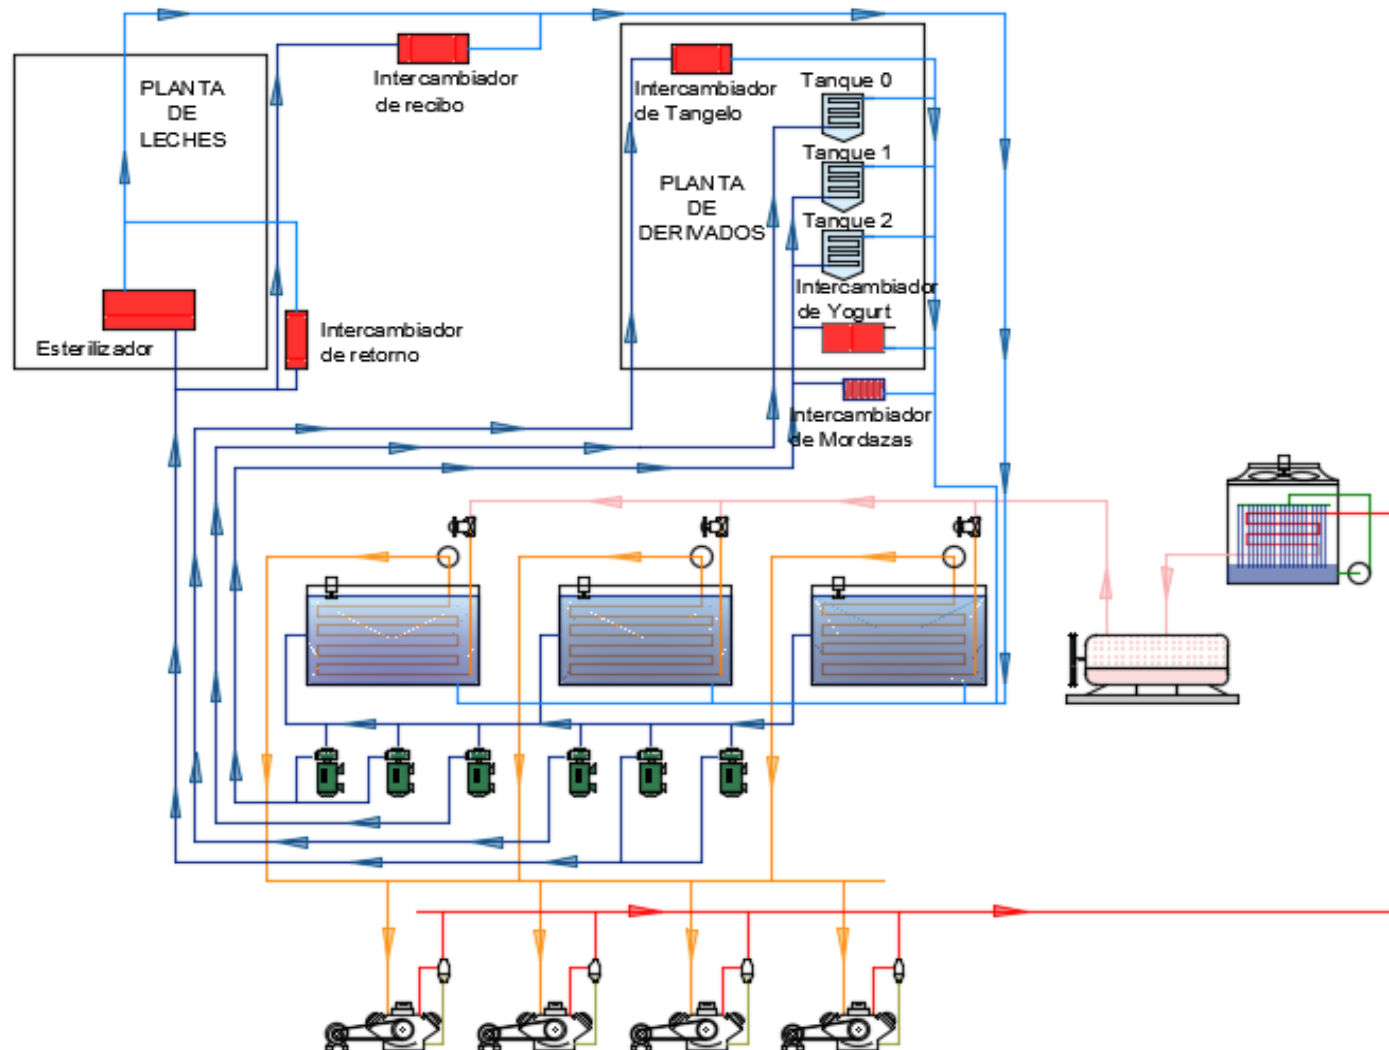 PLANTA
DE
LECHES
Intercambiador
de recibo
Esterilizador
Intercambiador
de retorno
Intercambiador
de Tangelo
Tanque 0
Tanque 1
PLANTA
DE
DERIVADOS
Tanque 2
Intercambiador
de Yogurt
Intercambiador
de Mordazas